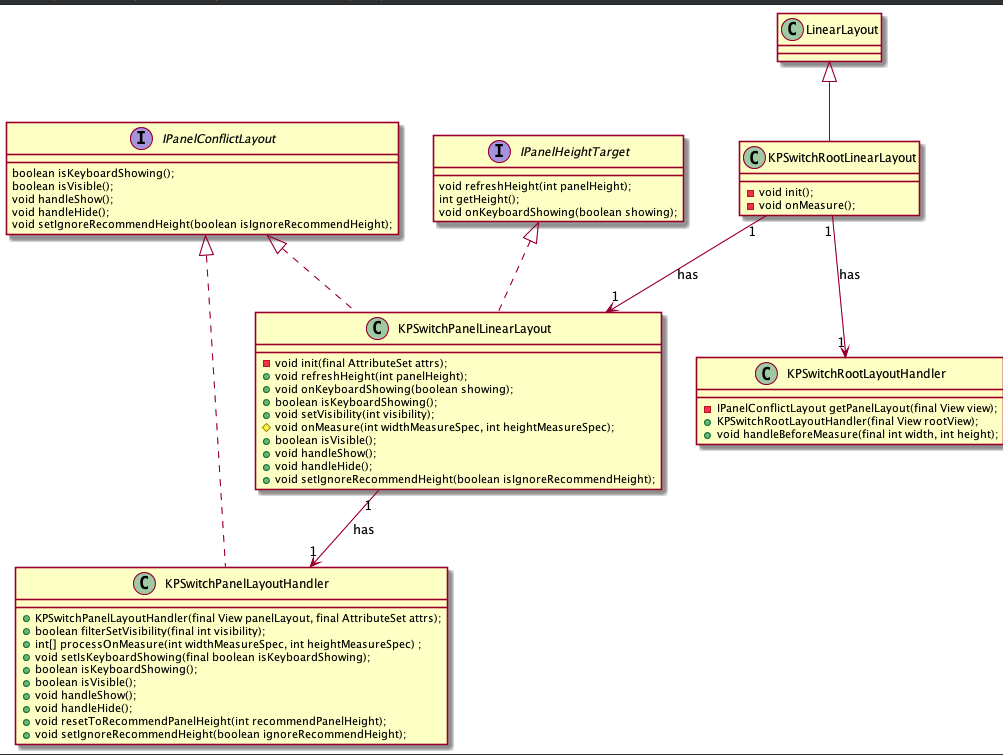 C LinearLayout
I IPanelConflictLayout
boolean isKeyboardShowing();
boolean isVisible();
void handleShow();
void handleHide();
void setIgnoreRecommendHeight(boolean isIgnoreRecommendHeight);
I IPanelHeightTarget
void refreshHeight(int panelHeight);
int getHeight();
void onKeyboardShowing(boolean showing);
C KPSwitchRootLinearLayout
void init();
void onMeasure();
1
1
has
has
1
1
C KPSwitchPanelLinearLayout
void init(final AttributeSet attrs);
void refreshHeight(int panelHeight);
void onKeyboardShowing(boolean showing);
boolean isKeyboardShowing();
void setVisibility(int visibility);
void onMeasure(int widthMeasureSpec, int heightMeasureSpec);
boolean isVisible();
void handleShow();
void handleHide();
void setIgnoreRecommendHeight(boolean isIgnoreRecommendHeight);
C KPSwitchRootLayoutHandler
IPanelConflictLayout getPanelLayout(final View view);
KPSwitchRootLayoutHandler(final View rootView);
void handleBeforeMeasure(final int width, int height);
1
has
1
C KPSwitchPanelLayoutHandler
KPSwitchPanelLayoutHandler(final View panelLayout, final AttributeSet attrs);
boolean filterSetVisibility(final int visibility);
int[] processOnMeasure(int widthMeasureSpec, int heightMeasureSpec) ;
void setIsKeyboardShowing(final boolean isKeyboardShowing);
boolean isKeyboardShowing();
boolean isVisible();
void handleShow();
void handleHide();
void resetToRecommendPanelHeight(int recommendPanelHeight);
void setIgnoreRecommendHeight(boolean ignoreRecommendHeight);